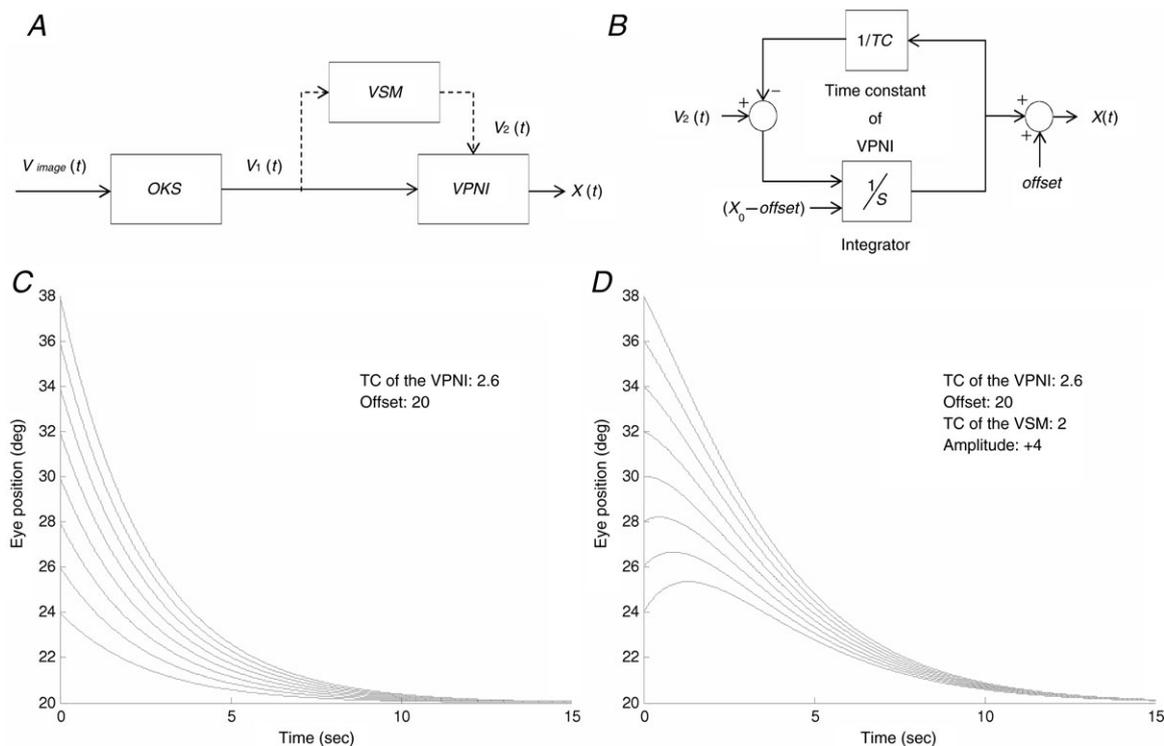 A
VSM
V₂ (t)
V image (t)
V₁ (t)
OKS
VPNI
X (t)
B
1/TC
−
+
V₂ (t)
Time constant
of
VPNI
+
+
X(t)
1/S
offset
(X₀ – offset)
Integrator
C
38
36
34
32
30
28
26
24
22
20
Eye position (deg)
TC of the VPNI: 2.6
Offset: 20
0
5
10
15
Time (sec)
D
38
36
34
32
30
28
26
24
22
20
Eye position (deg)
TC of the VPNI: 2.6
Offset: 20
TC of the VSM: 2
Amplitude: +4
0
5
10
15
Time (sec)